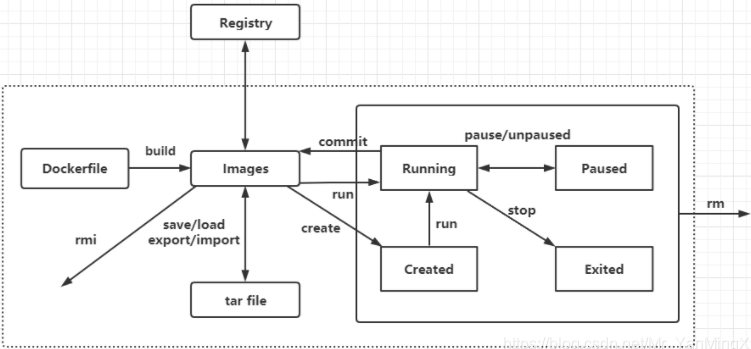 Registry
build
commit
pause/unpaused
Dockerfile
Images
Running
Paused
run
rm
rmi
save/load
export/import
create
run
stop
Created
Exited
tar file
https://blog.csdn.net/Mr_YanMingX